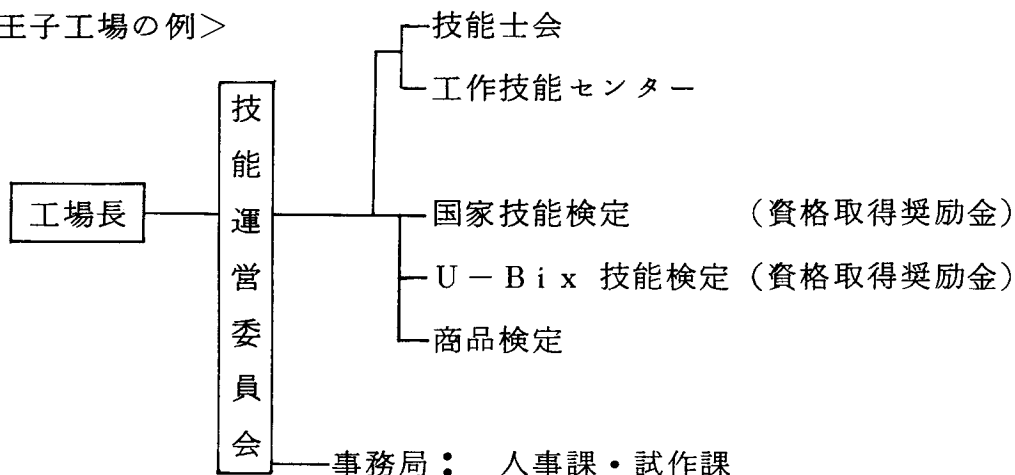 王子工場の例＞
技能士会
工作技能センター
技能運営委員会
工場長
国家技能検定 （資格取得奨励金）
U－Bix 技能検定（資格取得奨励金）
商品検定
事務局： 人事課・試作課